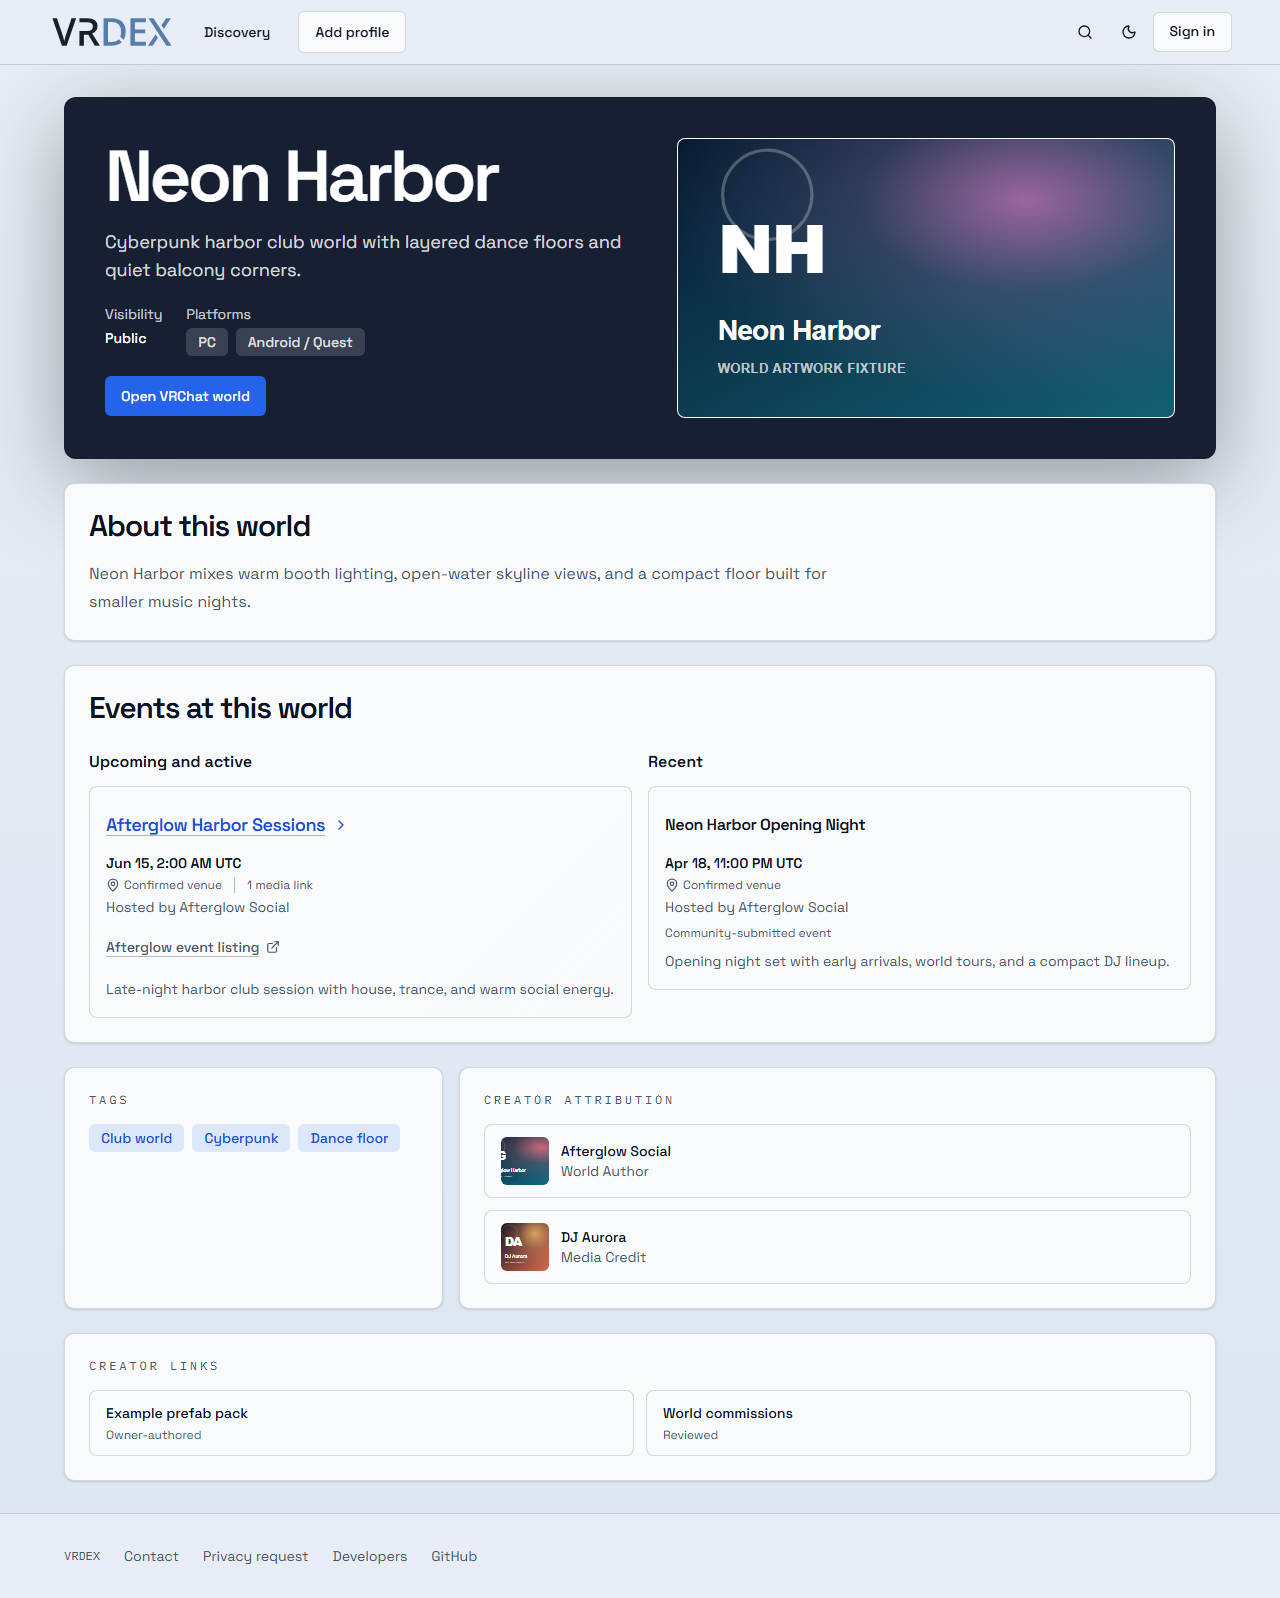 VRDEX
Discovery
Add profile
Sign in
Neon Harbor
Cyberpunk harbor club world with layered dance floors and
quiet balcony corners.
Visibility
Public
Platforms
PC
Android / Quest
Open VRChat world
NH
Neon Harbor
WORLD ARTWORK FIXTURE
About this world
Neon Harbor mixes warm booth lighting, open-water skyline views, and a compact floor built for
smaller music nights.
Events at this world
Upcoming and active
Afterglow Harbor Sessions
Jun 15, 2:00 AM UTC
Confirmed venue
1 media link
Hosted by Afterglow Social
Afterglow event listing
Late-night harbor club session with house, trance, and warm social energy.
Recent
Neon Harbor Opening Night
Apr 18, 11:00 PM UTC
Confirmed venue
Hosted by Afterglow Social
Community-submitted event
Opening night set with early arrivals, world tours, and a compact DJ lineup.
TAGS
Club world
Cyberpunk
Dance floor
CREATOR ATTRIBUTION
Afterglow Social
World Author
DA
DJ Aurora
DJ Aurora
Media Credit
CREATOR LINKS
Example prefab pack
Owner-authored
World commissions
Reviewed
VRDEX
Contact
Privacy request
Developers
GitHub